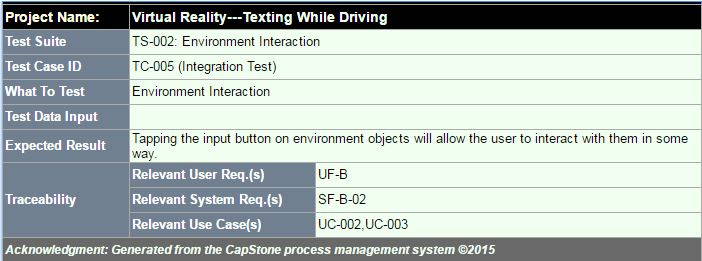 Project Name: Virtual Reality---Texting While Driving
Test Suite TS-002: Environment Interaction
Test Case ID TC-005 (Integration Test)
What To Test Environment Interaction
Test Data Input
Expected Result Tapping the input button on environment objects will allow the user to interact with them in some
way.
Traceability
Relevant User Req.(s) UF-B
Relevant System Req.(s) SF-B-02
Relevant Use Case(s) UC-002,UC-003
Acknowledgment: Generated from the CapStone process management system ©2015